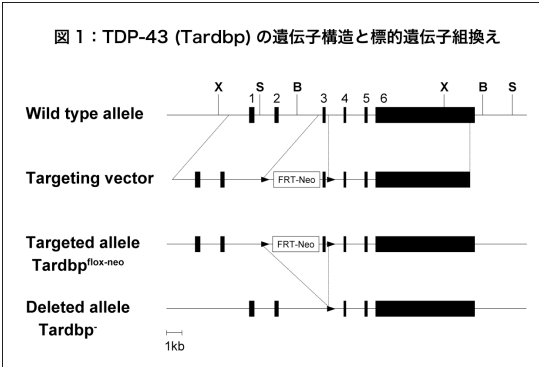 図 1：TDP-43 (Tardbp) の遺伝子構造と標的遺伝子組換え
X S B X B S
1 2 3 4 5 6
Wild type allele
Targeting vector
FRT-Neo
Targeted allele
FRT-Neo
Tardbpflox-neo
Deleted allele
Tardbp-
1kb